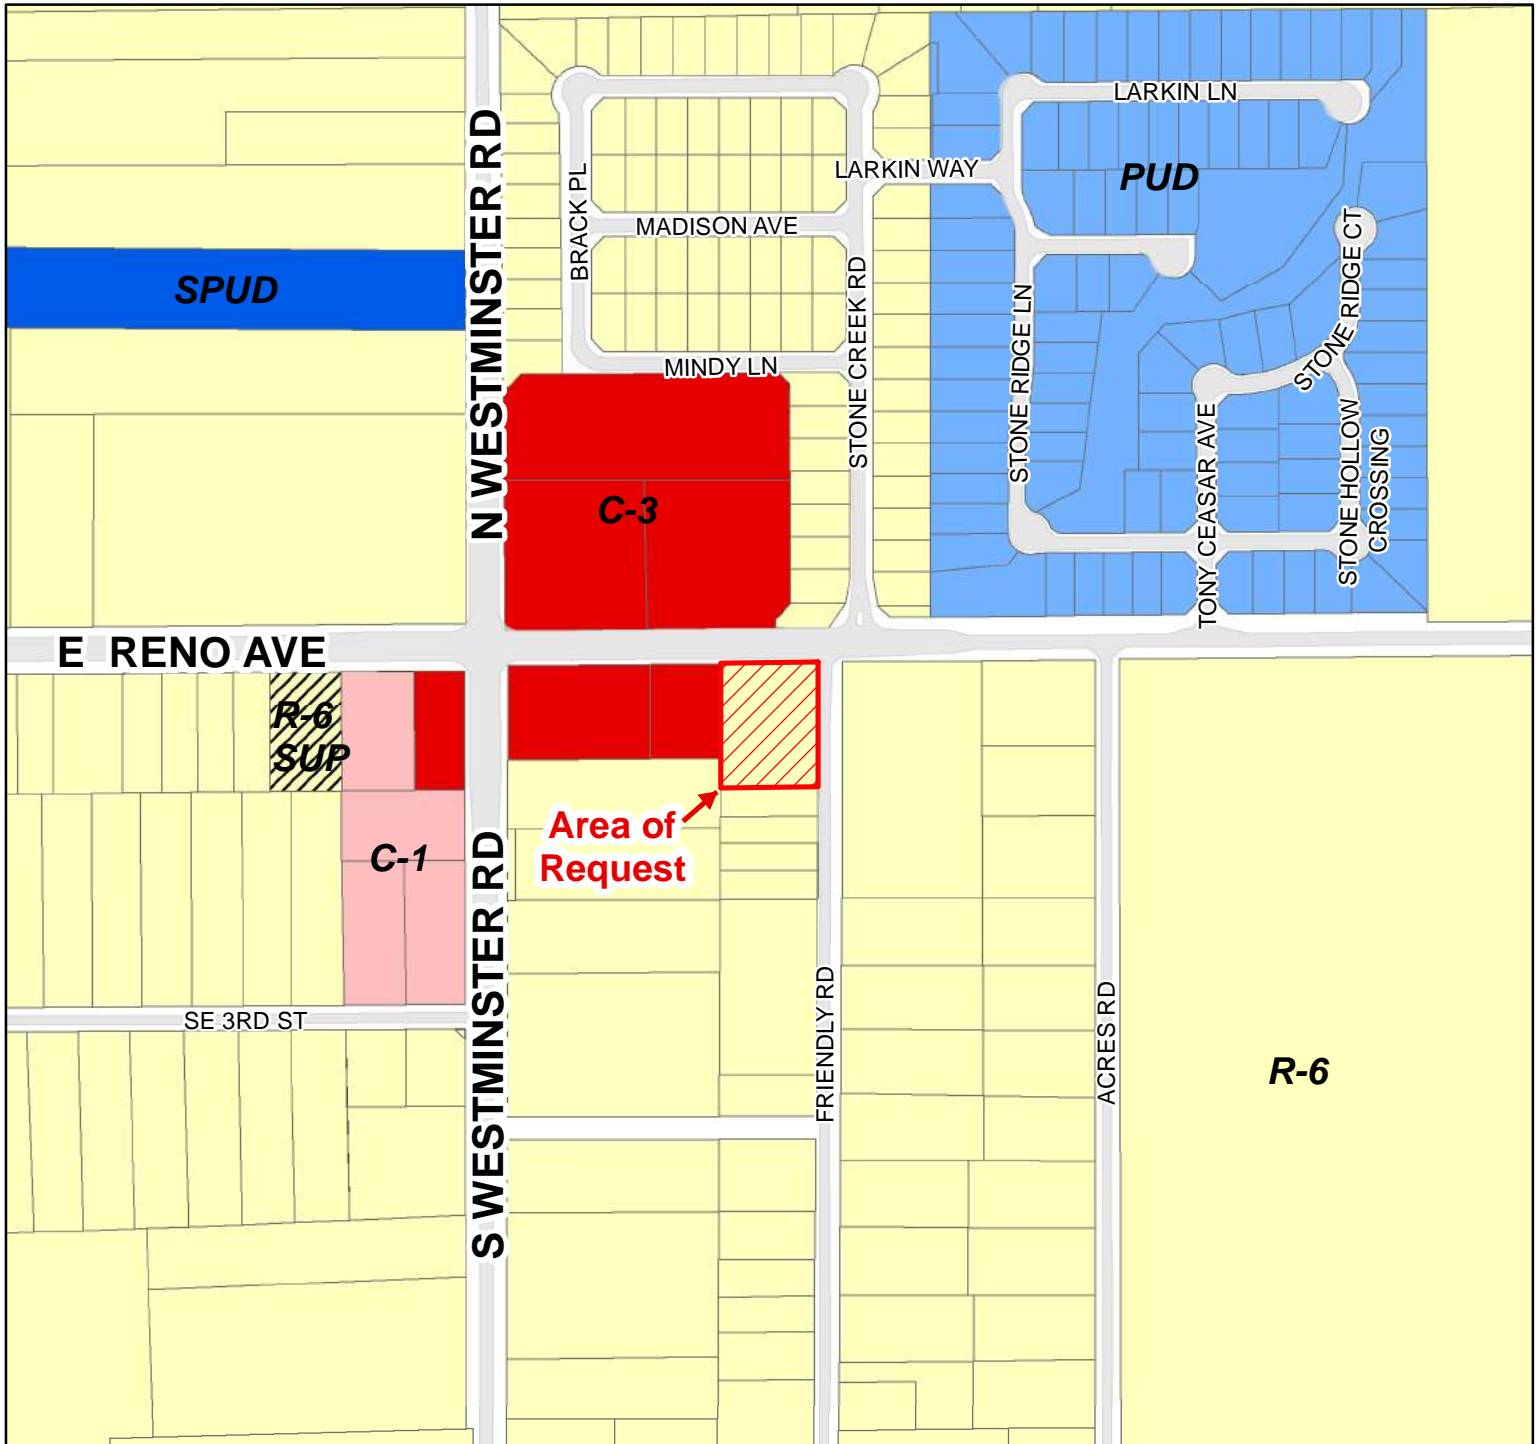 LARKIN LN
N WESTMINSTER RD
BRACK PL
LARKIN WAY
PUD
MADISON AVE
STONE CREEK RD
STONE RIDGE LN
STONE RIDGE CT
SPUD
MINDY LN
C-3
TONY CEASAR AVE
STONE HOLLOW
CROSSING
E RENO AVE
R-6
SUP
Area of
Request
C-1
S WESTMINSTER RD
SE 3RD ST
FRIENDLY RD
ACRES RD
R-6